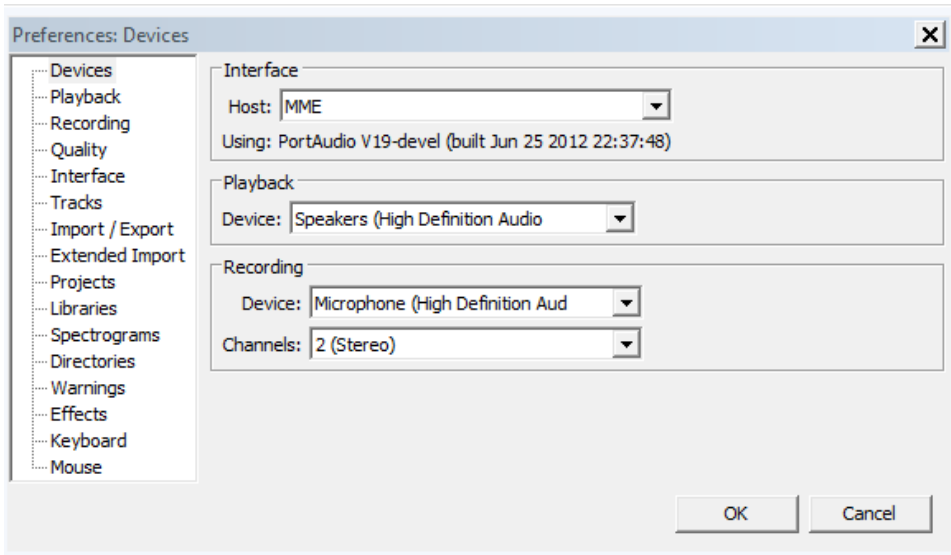 Preferences: Devices
Devices
Playback
Recording
Quality
Interface
Tracks
Import / Export
Extended Import
Projects
Libraries
Spectrograms
Directories
Warnings
Effects
Keyboard
Mouse
Interface
Host: MME
Using: PortAudio V19-devel (built Jun 25 2012 22:37:48)
Playback
Device: Speakers (High Definition Audio
Recording
Device: Microphone (High Definition Aud
Channels: 2 (Stereo)
OK Cancel